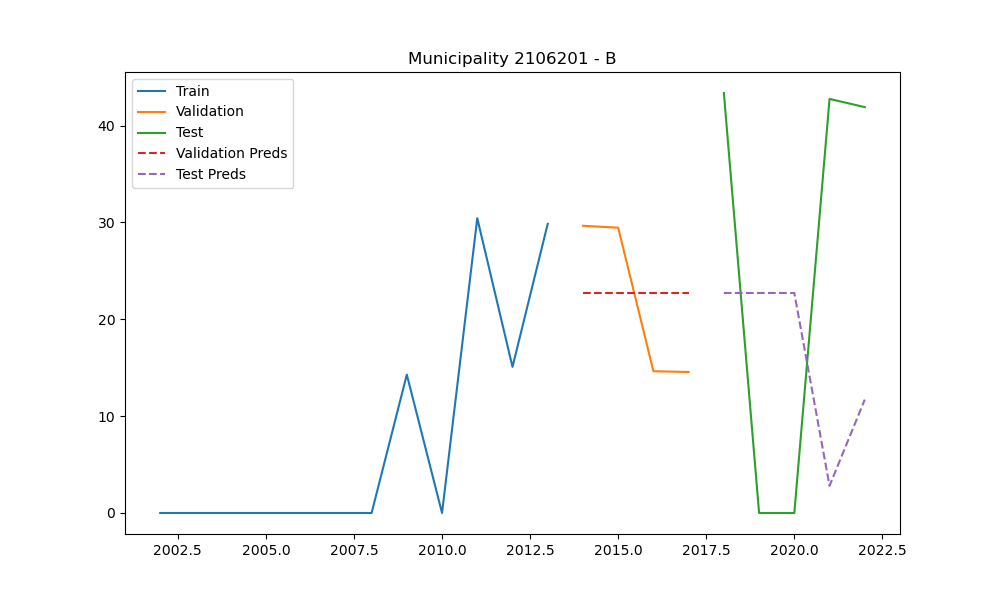 Municipality 2106201 - B
Train
Validation
Test
Validation Preds
Test Preds
40
30
20
10
0
2002.5 2005.0 2007.5 2010.0 2012.5 2015.0 2017.5 2020.0 2022.5